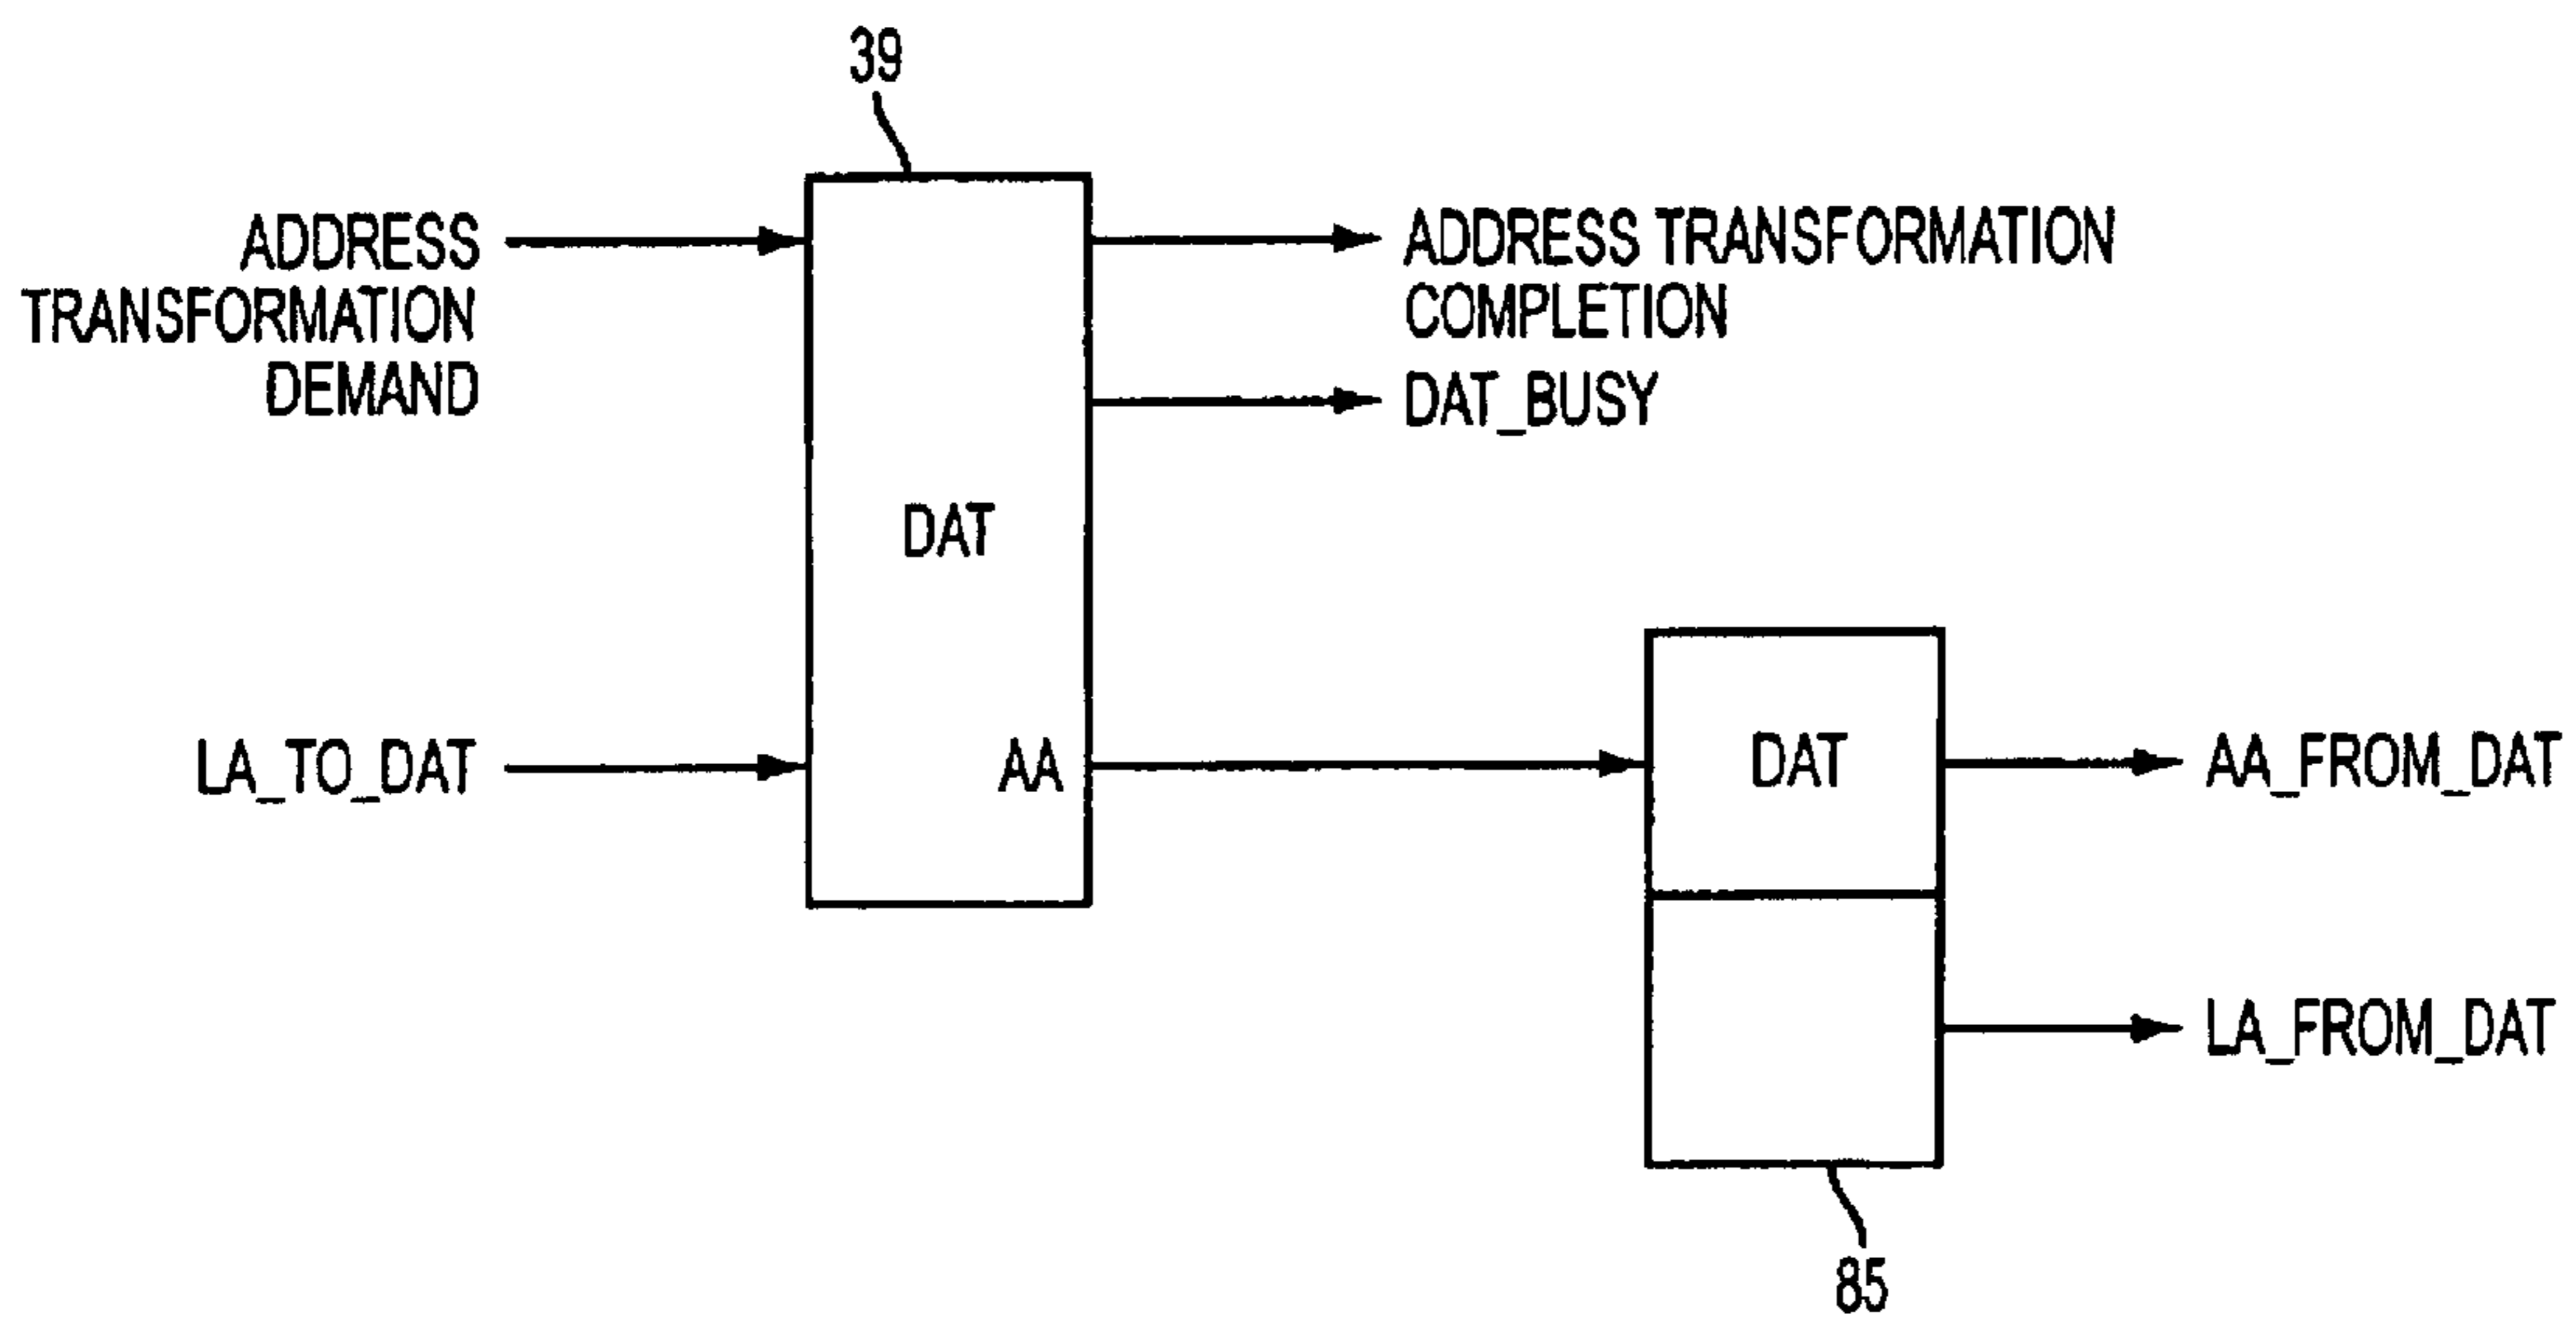 39
ADDRESS
TRANSFORMATION
DEMAND
ADDRESS TRANSFORMATION
COMPLETION
DAT_BUSY
DAT
LA_TO_DAT
AA
DAT
AA_FROM_DAT
LA_FROM_DAT
85